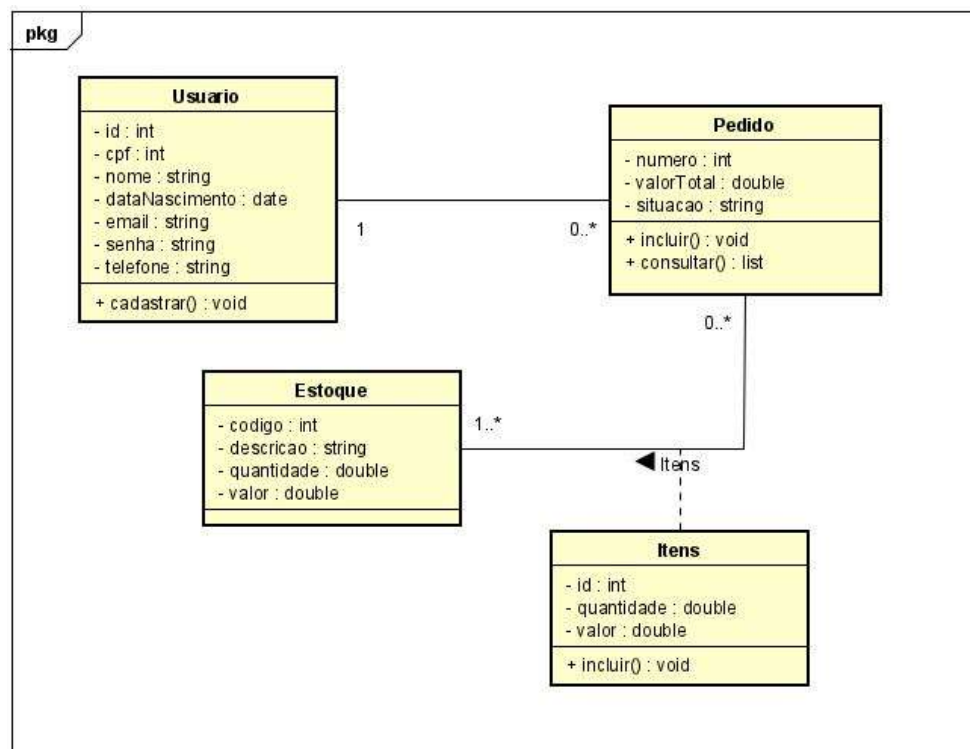 pkg
Usuario
- id : int
- cpf : int
- nome : string
- dataNascimento : date
- email : string
- senha : string
- telefone : string
+ cadastrar() : void
1
0..*
Pedido
- numero : int
- valorTotal : double
- situacao : string
+ incluir() : void
+ consultar() : list
0..*
Estoque
- codigo : int
- descricao : string
- quantidade : double
- valor : double
1..*
Itens
Itens
- id : int
- quantidade : double
- valor : double
+ incluir() : void